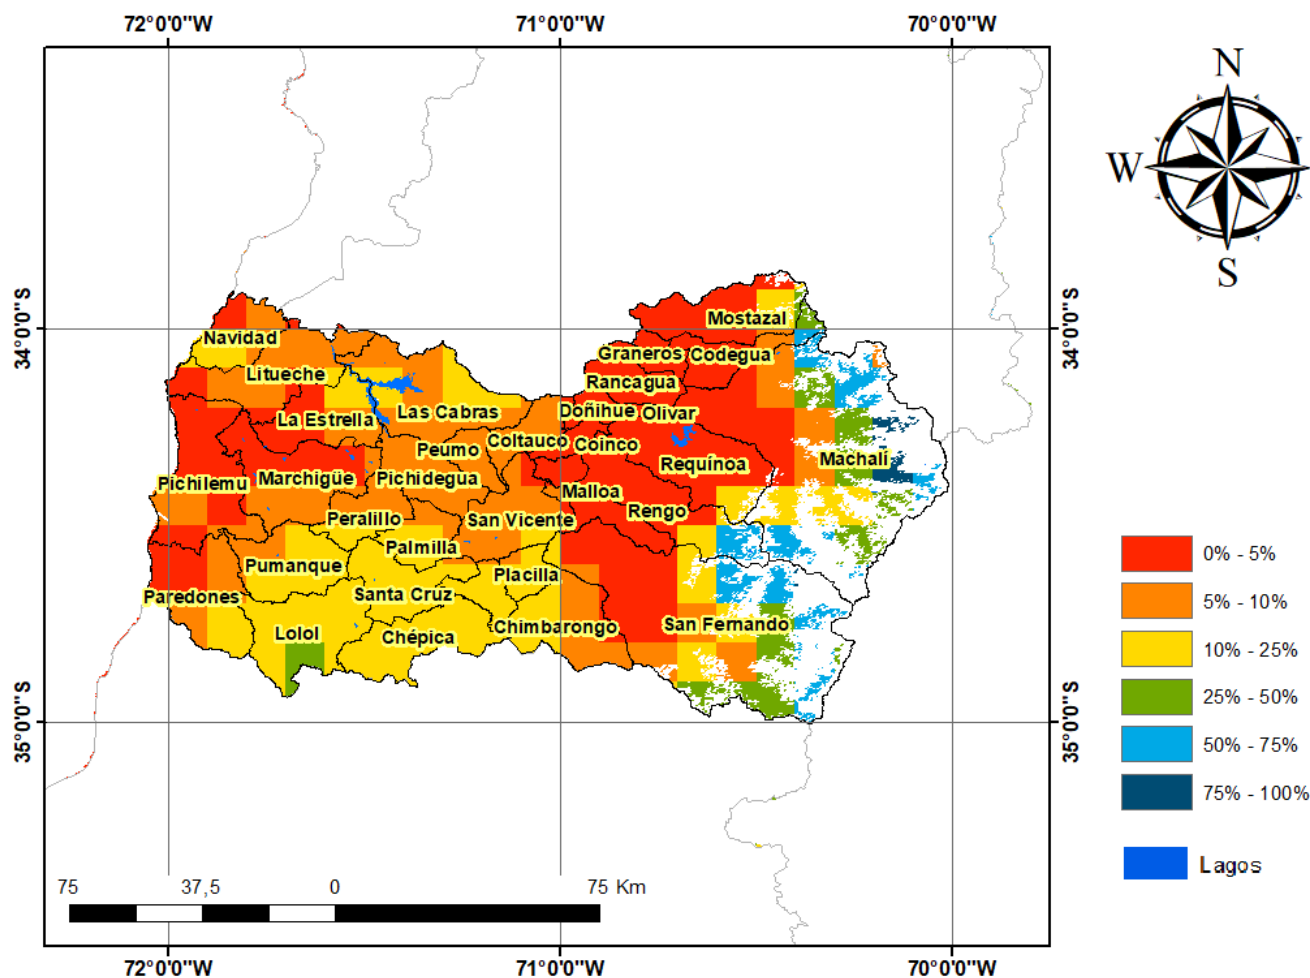 72°0'0"W 71°0'0"W 70°0'0"W
N
W
S
34°0'0"S 34°0'0"S
Mostazal
Navidad
Graneros Codegua
Litueche Rancagua
Las Cabras Doñihue Olivar
La Estrella
Coltauco Coinco
Peumo
Machalí
Requínoa
Marchigüe Pichidegua
Pichilemu
Malloa
Rengo
Peralillo San Vicente
Palmilla
Pumanque
Placilla
Paredones Santa Cruz
San Fernando
Chimbarongo
Lolol Chépica
0% - 5%
5% - 10%
10% - 25%
25% - 50%
50% - 75%
75% - 100%
Lagos
35°0'0"S 35°0'0"S
75 37,5 0 75 Km
72°0'0"W 71°0'0"W 70°0'0"W